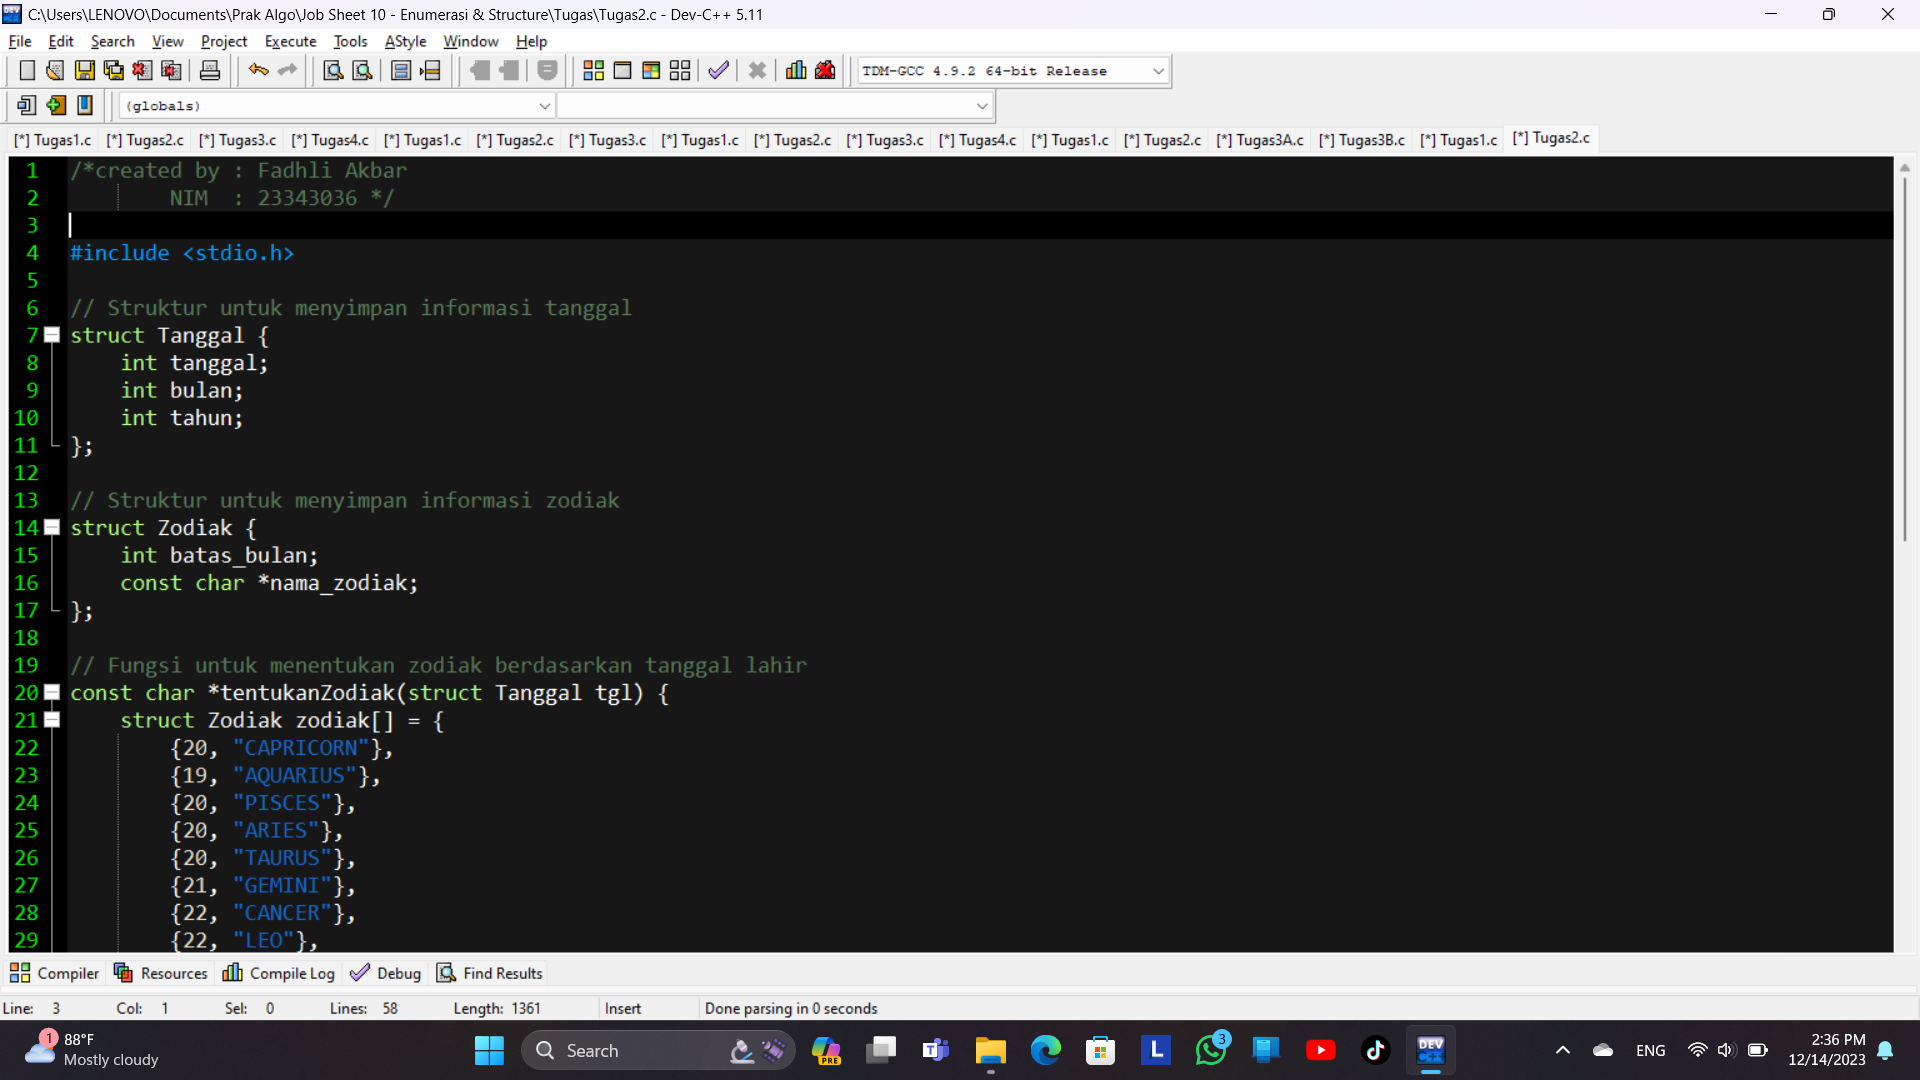 C:\Users\LENOVO\Documents\Prak Algo\Job Sheet 10 - Enumerasi & Structure\Tugas\Tugas2.c - Dev-C++ 5.11
File Edit Search View Project Execute Tools AStyle Window Help
TDM-GCC 4.9.2 64-bit Release
(globals)
[*] Tugas1.c [*] Tugas2.c [*] Tugas3.c [*] Tugas4.c [*] Tugas1.c [*] Tugas2.c [*] Tugas3.c [*] Tugas1.c [*] Tugas2.c [*] Tugas3.c [*] Tugas4.c [*] Tugas1.c [*] Tugas2.c [*] Tugas3A.c [*] Tugas3B.c [*] Tugas1.c [*] Tugas2.c
1 /*created by : Fadhli Akbar
2 NIM : 23343036 */
3
4 #include <stdio.h>
5
6 // Struktur untuk menyimpan informasi tanggal
7 struct Tanggal {
8 int tanggal;
9 int bulan;
10 int tahun;
11 };
12
13 // Struktur untuk menyimpan informasi zodiak
14 struct Zodiak {
15 int batas_bulan;
16 const char *nama_zodiak;
17 };
18
19 // Fungsi untuk menentukan zodiak berdasarkan tanggal lahir
20 const char *tentukanZodiak(struct Tanggal tgl) {
21 struct Zodiak zodiak[] = {
22 {20, "CAPRICORN"},
23 {19, "AQUARIUS"},
24 {20, "PISCES"},
25 {20, "ARIES"},
26 {20, "TAURUS"},
27 {21, "GEMINI"},
28 {22, "CANCER"},
29 {22, "LEO"},
Compiler Resources Compile Log Debug Find Results
Line: 3 Col: 1 Sel: 0 Lines: 58 Length: 1361 Insert Done parsing in 0 seconds
1 88°F
Mostly cloudy
Search
PRE
T
L
3
DEV
C++
ENG
2:36 PM
12/14/2023